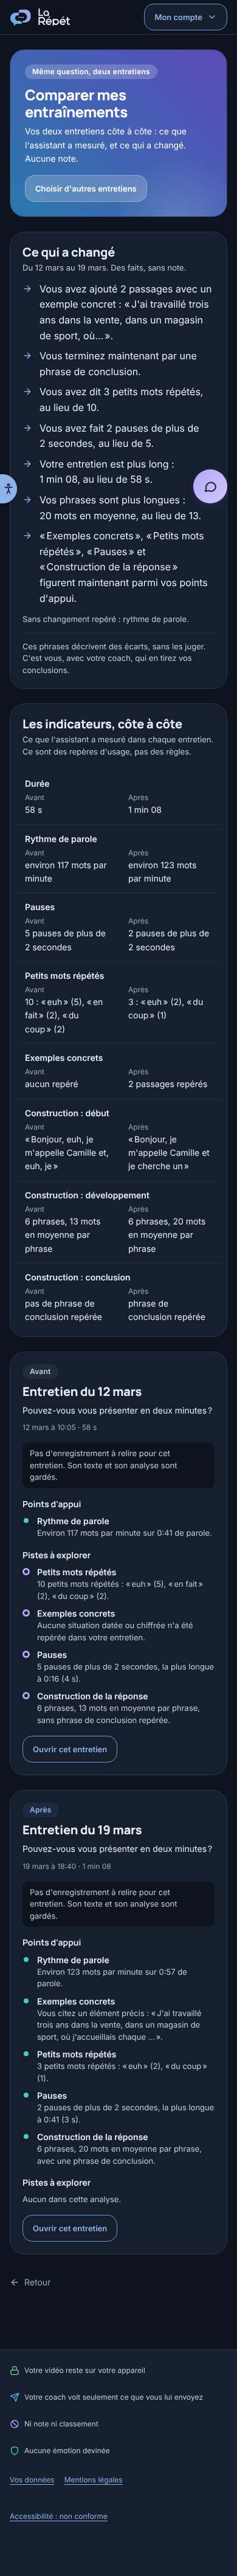 La
Répét
Mon compte
Même question, deux entretiens
Comparer mes
entraînements
Vos deux entretiens côte à côte : ce que
l'assistant a mesuré, et ce qui a changé.
Aucune note.
Choisir d'autres entretiens
Ce qui a changé
Du 12 mars au 19 mars. Des faits, sans note.
Vous avez ajouté 2 passages avec un
exemple concret : « J'ai travaillé trois
ans dans la vente, dans un magasin
de sport, où… ».
Vous terminez maintenant par une
phrase de conclusion.
Vous avez dit 3 petits mots répétés,
au lieu de 10.
Vous avez fait 2 pauses de plus de
2 secondes, au lieu de 5.
Votre entretien est plus long :
1 min 08, au lieu de 58 s.
Vos phrases sont plus longues :
20 mots en moyenne, au lieu de 13.
« Exemples concrets », « Petits mots
répétés », « Pauses » et
« Construction de la réponse »
figurent maintenant parmi vos points
d'appui.
Sans changement repéré : rythme de parole.
Ces phrases décrivent des écarts, sans les juger.
C'est vous, avec votre coach, qui en tirez vos
conclusions.
Les indicateurs, côte à côte
Ce que l'assistant a mesuré dans chaque entretien.
Ce sont des repères d'usage, pas des règles.
Durée
Avant
Après
58 s
1 min 08
Rythme de parole
Avant
Après
environ 117 mots par
minute
environ 123 mots
par minute
Pauses
Avant
Après
5 pauses de plus de
2 secondes
2 pauses de plus de
2 secondes
Petits mots répétés
Avant
Après
10 : « euh » (5), « en
fait » (2), « du
coup » (2)
3 : « euh » (2), « du
coup » (1)
Exemples concrets
Avant
Après
aucun repéré
2 passages repérés
Construction : début
Avant
Après
« Bonjour, euh, je
m'appelle Camille et,
euh, je »
« Bonjour, je
m'appelle Camille et
je cherche un »
Construction : développement
Avant
Après
6 phrases, 13 mots
en moyenne par
phrase
6 phrases, 20 mots
en moyenne par
phrase
Construction : conclusion
Avant
Après
pas de phrase de
conclusion repérée
phrase de
conclusion repérée
Avant
Entretien du 12 mars
Pouvez-vous vous présenter en deux minutes ?
12 mars à 10:05 · 58 s
Pas d'enregistrement à relire pour cet
entretien. Son texte et son analyse sont
gardés.
Points d'appui
Rythme de parole
Environ 117 mots par minute sur 0:41 de parole.
Pistes à explorer
Petits mots répétés
10 petits mots répétés : « euh » (5), « en fait »
(2), « du coup » (2).
Exemples concrets
Aucune situation datée ou chiffrée n'a été
repérée dans votre entretien.
Pauses
5 pauses de plus de 2 secondes, la plus longue
à 0:16 (4 s).
Construction de la réponse
6 phrases, 13 mots en moyenne par phrase,
sans phrase de conclusion repérée.
Ouvrir cet entretien
Après
Entretien du 19 mars
Pouvez-vous vous présenter en deux minutes ?
19 mars à 18:40 · 1 min 08
Pas d'enregistrement à relire pour cet
entretien. Son texte et son analyse sont
gardés.
Points d'appui
Rythme de parole
Environ 123 mots par minute sur 0:57 de
parole.
Exemples concrets
Vous citez un élément précis : « J'ai travaillé
trois ans dans la vente, dans un magasin de
sport, où j'accueillais chaque … ».
Petits mots répétés
3 petits mots répétés : « euh » (2), « du coup »
(1).
Pauses
2 pauses de plus de 2 secondes, la plus longue
à 0:41 (3 s).
Construction de la réponse
6 phrases, 20 mots en moyenne par phrase,
avec une phrase de conclusion.
Pistes à explorer
Aucun dans cette analyse.
Ouvrir cet entretien
Retour
Votre vidéo reste sur votre appareil
Votre coach voit seulement ce que vous lui envoyez
Ni note ni classement
Aucune émotion devinée
Vos données
Mentions légales
Accessibilité : non conforme